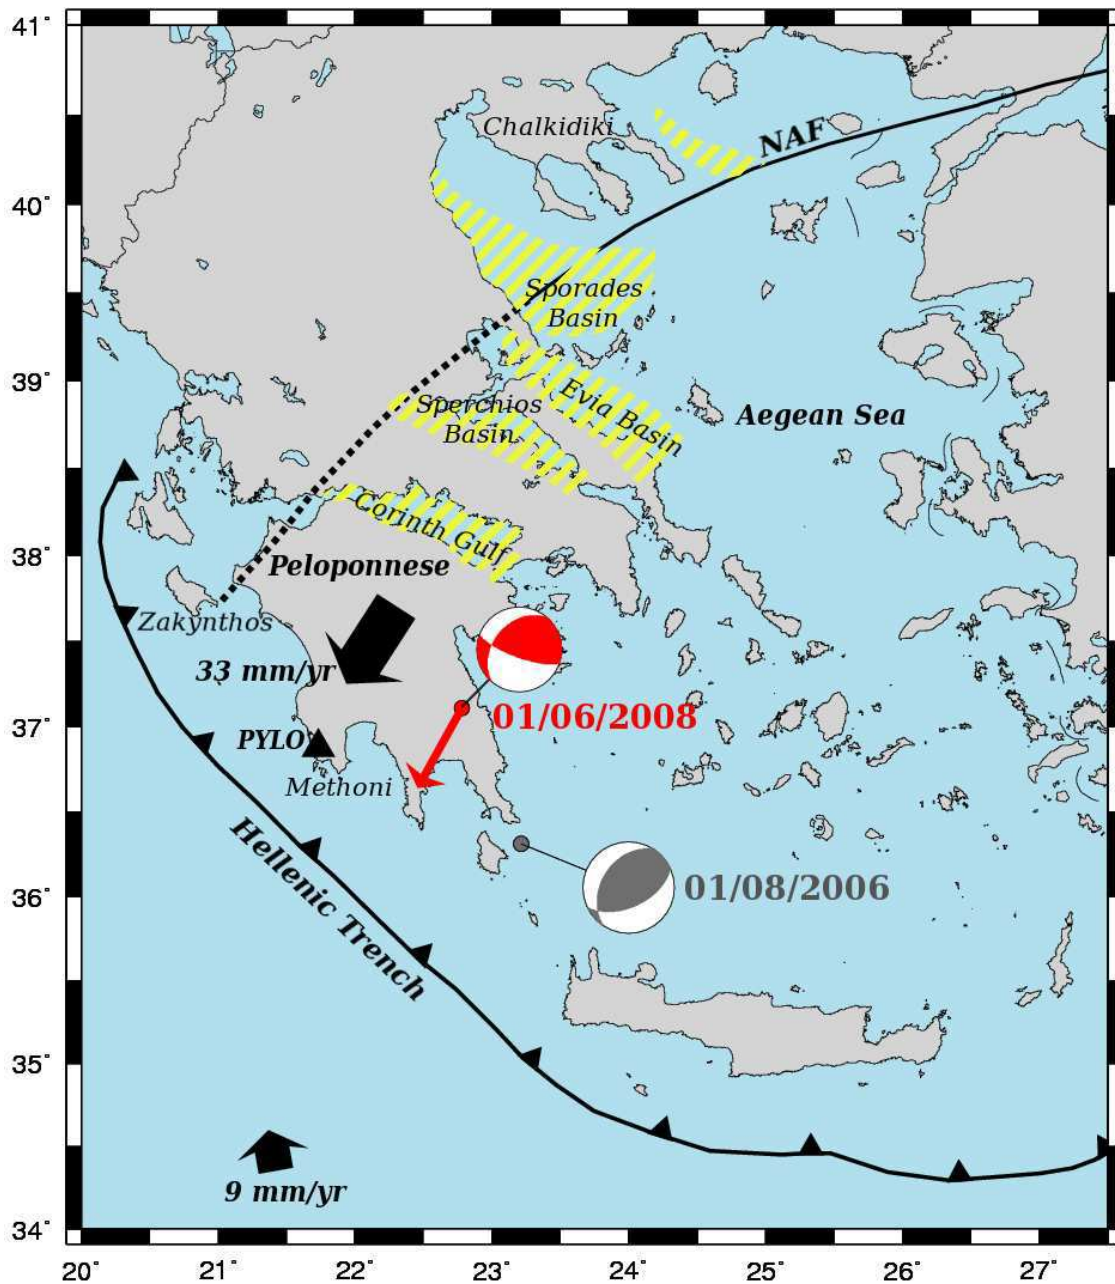 41°
40°
39°
38°
37°
36°
35°
34°
20°
21°
22°
23°
24°
25°
26°
27°
Chalkidiki
NAF
Sporades
Basin
Evia Basin
Sperchios
Basin
Aegean Sea
Corinth Gulf
Peloponnese
Zakynthos
33 mm/yr
01/06/2008
PYLO
Methoni
Hellenic Trench
01/08/2006
9 mm/yr